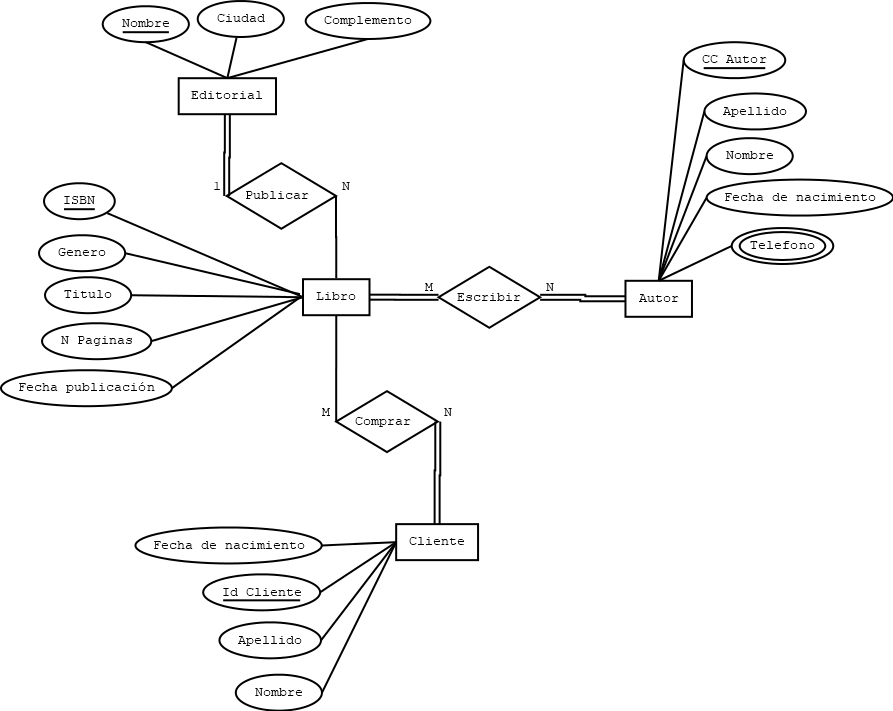 Nombre
Ciudad
Complemento
Editorial
CC Autor
Apellido
Nombre
Fecha de nacimiento
Telefono
1
Publicar
N
ISBN
Genero
Titulo
N Paginas
Fecha publicación
Libro
M
Escribir
N
Autor
M
Comprar
N
Cliente
Fecha de nacimiento
Id Cliente
Apellido
Nombre